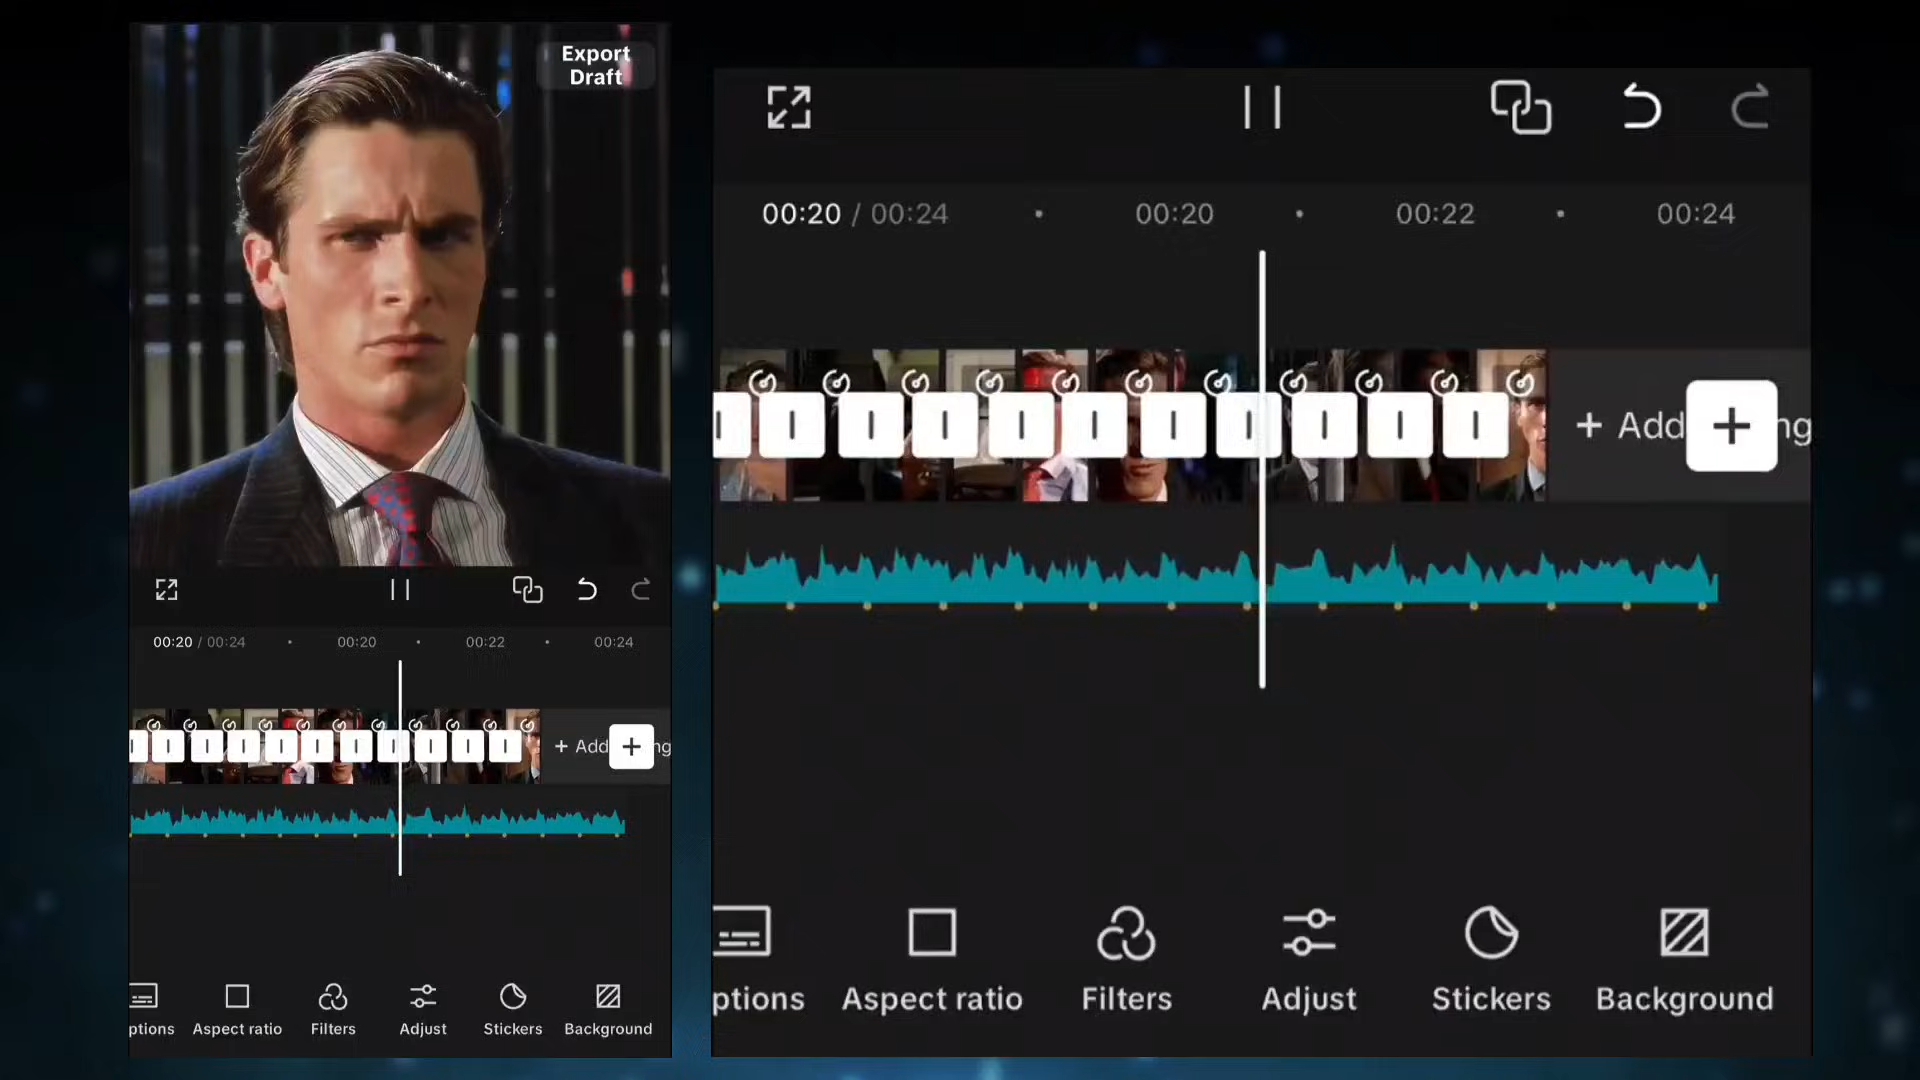 Export
Draft
00:20 / 00:24 00:20 00:22 00:24
+ Add + ng
ptions Aspect ratio Filters Adjust Stickers Background
00:20 / 00:24 00:20 00:22 00:24
+ Add + ng
ptions Aspect ratio Filters Adjust Stickers Background